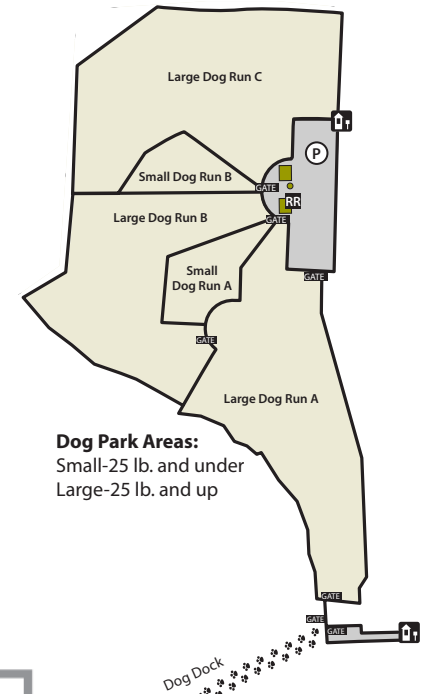 Large Dog Run C
P
Small Dog Run B
GATE
RR
Large Dog Run B
GATE
Small
Dog Run A
GATE
GATE
Large Dog Run A
Dog Park Areas:
Small-25 lb. and under
Large-25 lb. and up
GATE
GATE
GATE
Dog Dock